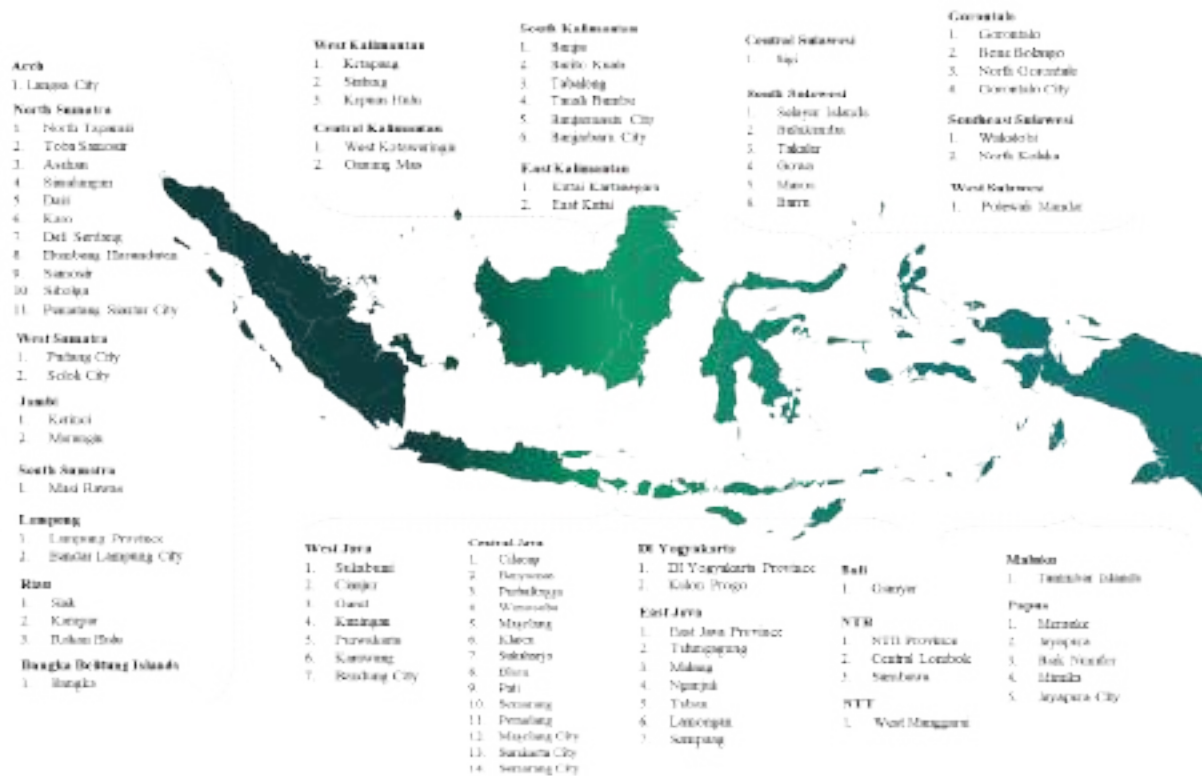 Aceh
1. Langsa City
North Sumatra
1. North Tapanuli
2. Toba Samosir
3. Asahan
4. Simalungun
5. Dairi
6. Karo
7. Deli Serdang
8. Humbang Hasundutan
9. Samosir
10. Sibolga
11. Pematang Siantar City
West Sumatra
1. Padang City
2. Solok City
Jambi
1. Kerinci
2. Merangin
South Sumatra
1. Musi Rawas
Lampung
1. Lampung Province
2. Bandar Lampung City
Riau
1. Siak
2. Kampar
3. Rokan Hulu
Bangka Belitung Islands
1. Bangka
West Kalimantan
1. Ketapang
2. Sintang
3. Kapuas Hulu
Central Kalimantan
1. West Kotawaringin
2. Gunung Mas
South Kalimantan
1. Banjar
2. Barito Kuala
3. Tabalong
4. Tanah Bumbu
5. Banjarmasin City
6. Banjarbaru City
East Kalimantan
1. Kutai Kartanegara
2. East Kutai
Central Sulawesi
1. Sigi
South Sulawesi
1. Selayar Islands
2. Bulukumba
3. Takalar
4. Gowa
5. Maros
6. Barru
Gorontalo
1. Gorontalo
2. Bone Bolango
3. North Gorontalo
4. Gorontalo City
Southeast Sulawesi
1. Wakatobi
2. North Kolaka
West Sulawesi
1. Polewali Mandar
West Java
1. Sukabumi
2. Cianjur
3. Garut
4. Kuningan
5. Purwakarta
6. Karawang
7. Bandung City
Central Java
1. Cilacap
2. Banyumas
3. Purbalingga
4. Wonosobo
5. Magelang
6. Klaten
7. Sukoharjo
8. Blora
9. Pati
10. Semarang
11. Pemalang
12. Magelang City
13. Surakarta City
14. Semarang City
DI Yogyakarta
1. DI Yogyakarta Province
2. Kulon Progo
East Java
1. East Java Province
2. Tulungagung
3. Malang
4. Nganjuk
5. Tuban
6. Lamongan
7. Sampang
Bali
1. Gianyar
NTB
1. NTB Province
2. Central Lombok
3. Sumbawa
NTT
1. West Manggarai
Maluku
1. Tanimbar Islands
Papua
1. Merauke
2. Jayapura
3. Biak Numfor
4. Mimika
5. Jayapura City